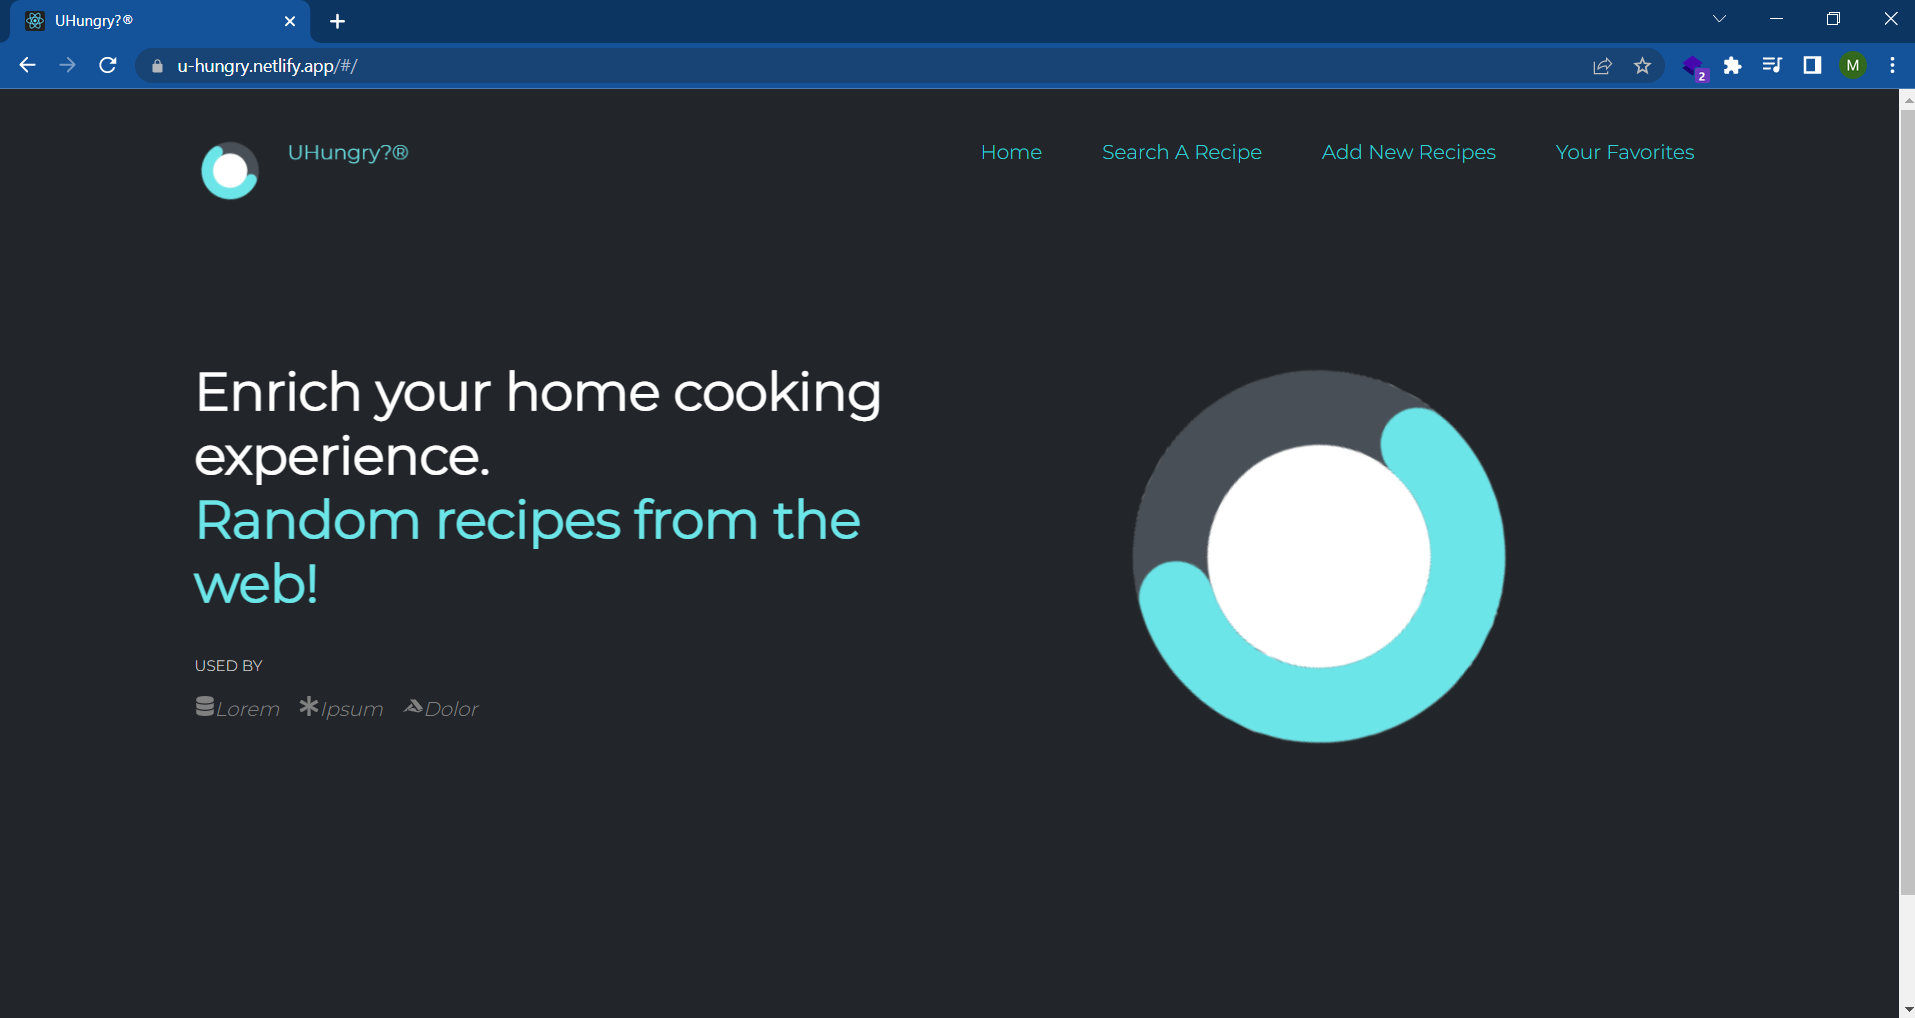 UHungry?®
u-hungry.netlify.app/#/
2
M
UHungry?®
Home
Search A Recipe
Add New Recipes
Your Favorites
Enrich your home cooking
experience.
Random recipes from the
web!
USED BY
Lorem
Ipsum
Dolor